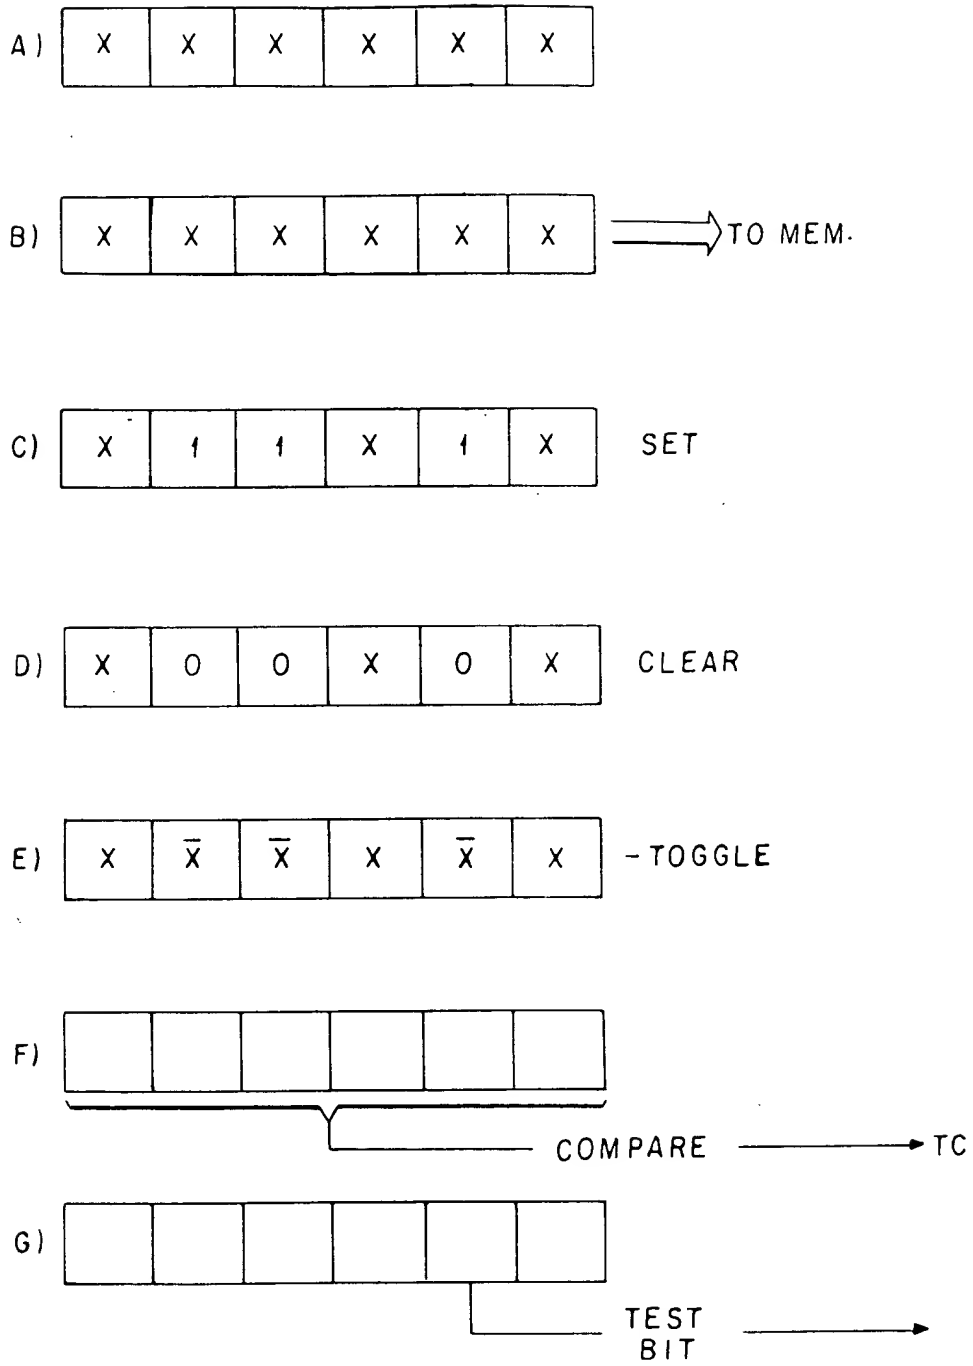 A) X X X X X X
B) X X X X X X TO MEM.
C) X 1 1 X 1 X SET
D) X 0 0 X 0 X CLEAR
E) X X̅ X̅ X X̅ X - TOGGLE
F)
COMPARE TC
G)
TEST
BIT